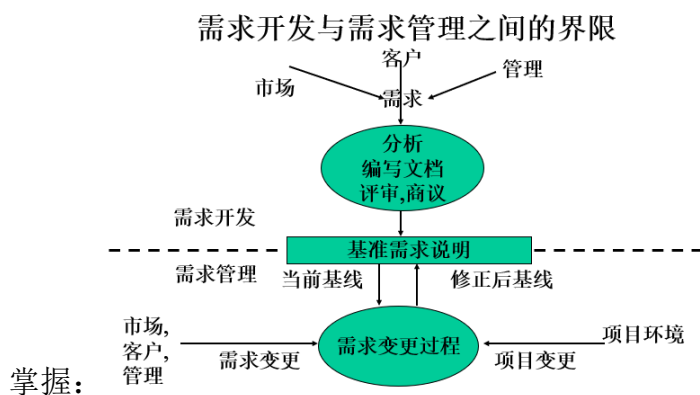 需求开发与需求管理之间的界限
客户
市场
管理
需求
分析
编写文档
评审,商议
需求开发
基准需求说明
需求管理
当前基线
修正后基线
市场,
客户,
管理
需求变更
需求变更过程
项目变更
项目环境
掌握：